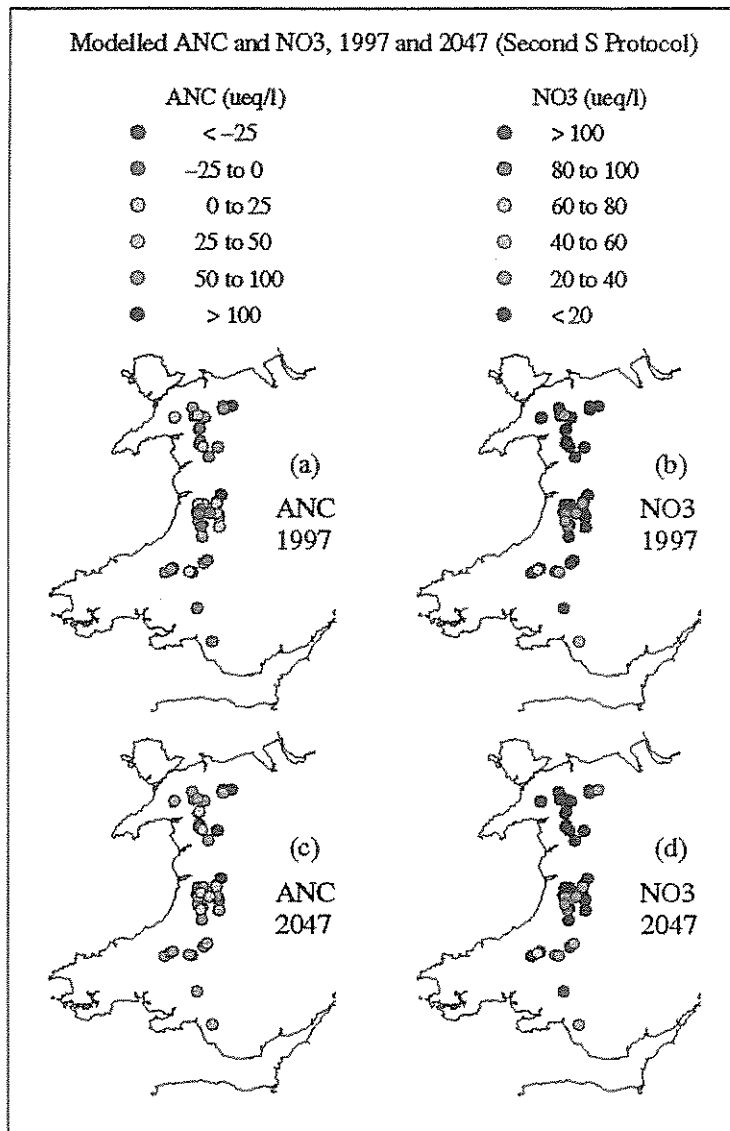 Modelled ANC and NO3, 1997 and 2047 (Second S Protocol)
ANC (ueq/l)
< –25
–25 to 0
0 to 25
25 to 50
50 to 100
> 100
NO3 (ueq/l)
> 100
80 to 100
60 to 80
40 to 60
20 to 40
< 20
(a)
ANC
1997
(b)
NO3
1997
(c)
ANC
2047
(d)
NO3
2047